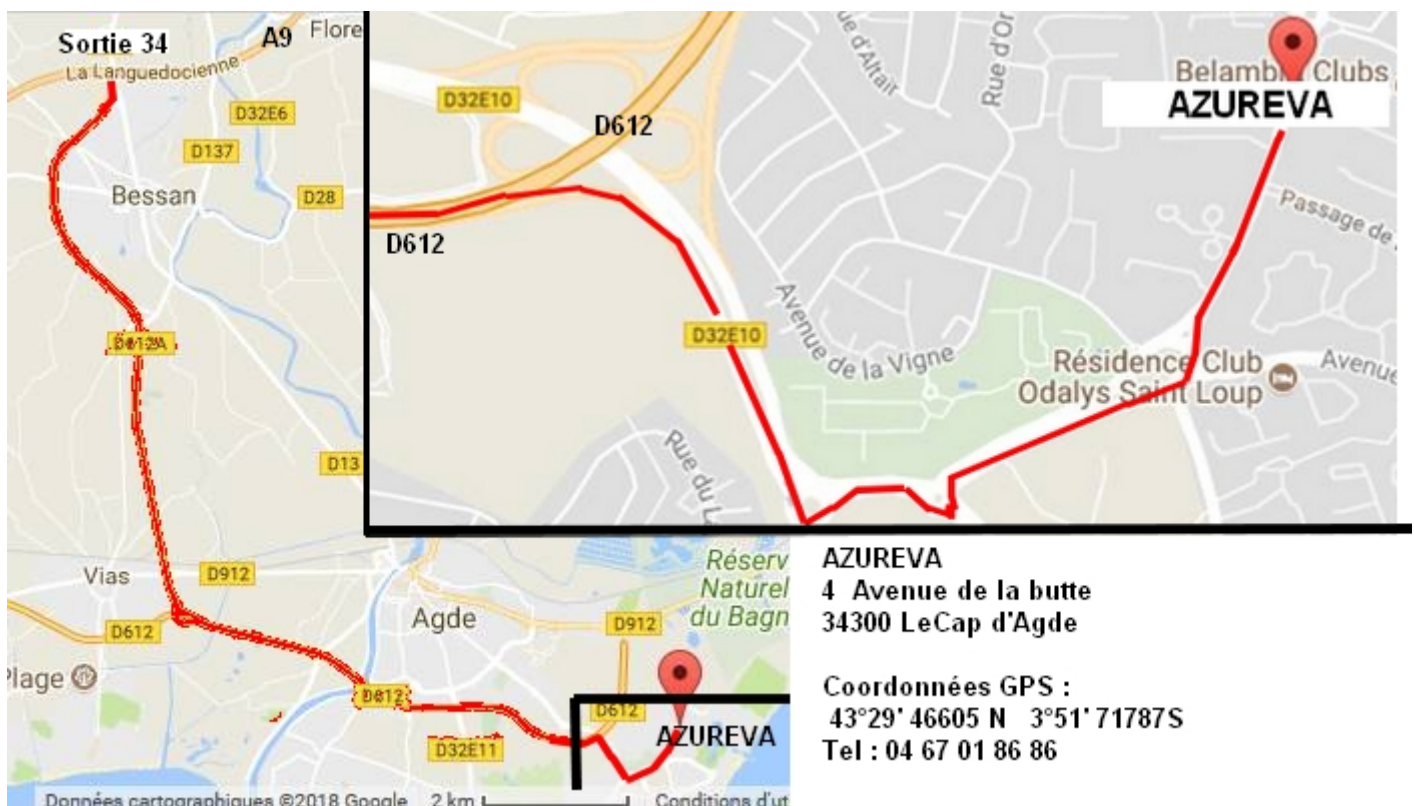 Sortie 34
A9
Flore
La Languedocienne
D32E6
D137
Bessan
D28
D612A
D13
Vias
D912
D612
Agde
D912
Réserv
Naturel
du Bagn
Plage
D612
D612
D32E11
AZUREVA
Données cartographiques ©2018 Google 2 km Conditions d'ut
Rue d'Altaït
Rue d'Or
Belambra Clubs
AZUREVA
D32E10
D612
D612
Passage de
Avenue de la Vigne
D32E10
Résidence Club
Odalys Saint Loup
Avenue
Rue du L
AZUREVA
4 Avenue de la butte
34300 LeCap d'Agde
Coordonnées GPS :
43°29'46605 N 3°51'71787S
Tel : 04 67 01 86 86